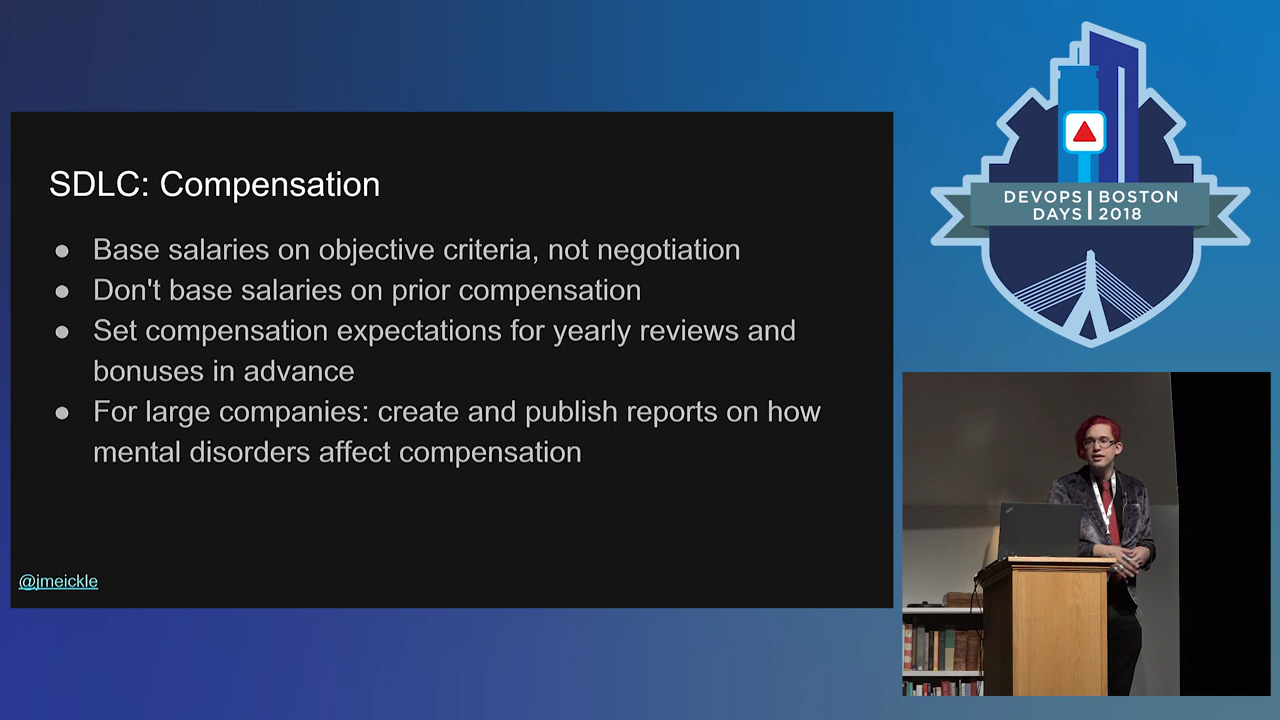 SDLC: Compensation
● Base salaries on objective criteria, not negotiation
● Don't base salaries on prior compensation
● Set compensation expectations for yearly reviews and
bonuses in advance
● For large companies: create and publish reports on how
mental disorders affect compensation
@jmeickle
DEVOPS | BOSTON
DAYS | 2018